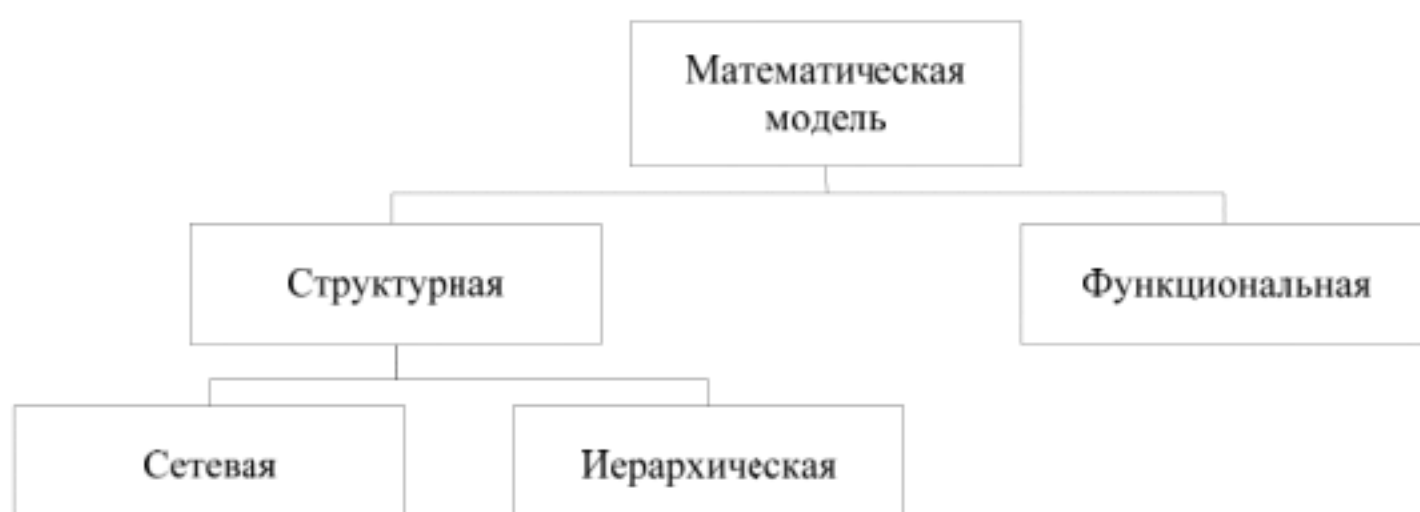 Математическая
модель
Структурная
Функциональная
Сетевая
Иерархическая